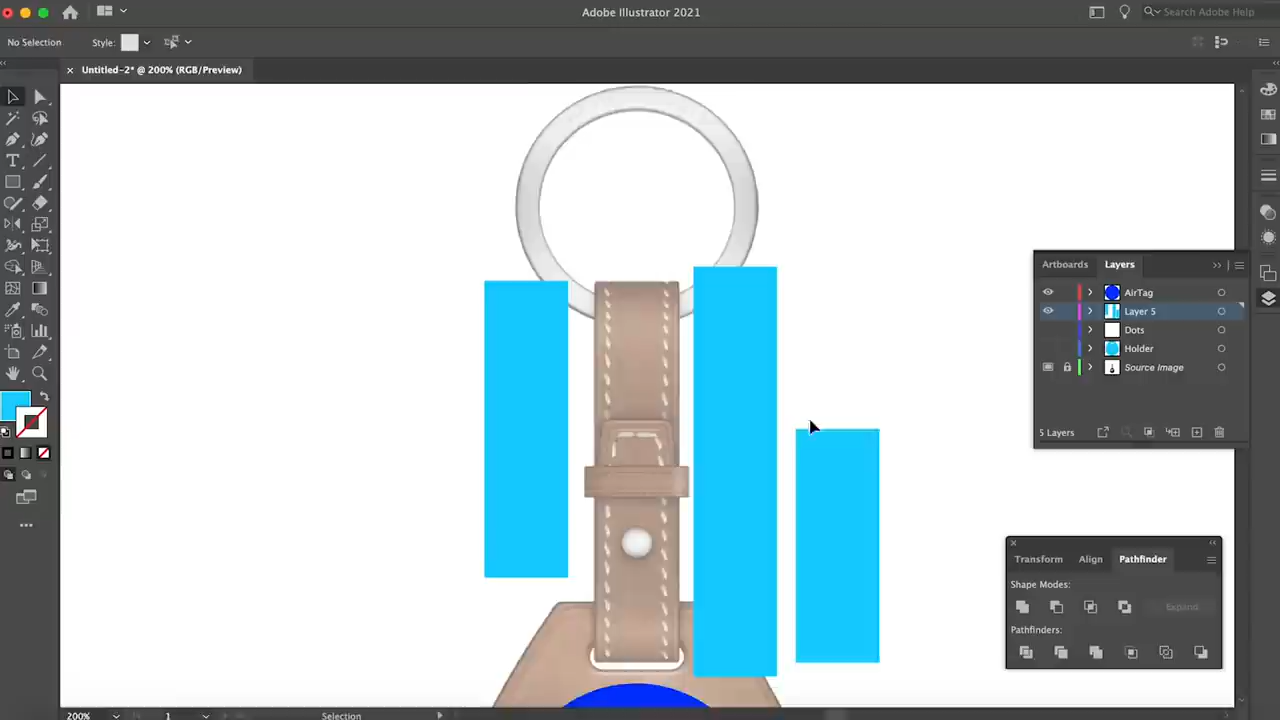 Adobe Illustrator 2021
Search Adobe Help
No Selection
Style:
× Untitled-2* @ 200% (RGB/Preview)
Artboards
Layers
AirTag
Layer 5
Dots
Holder
Source Image
5 Layers
Transform
Align
Pathfinder
Shape Modes:
Expand
Pathfinders:
200%
1
Selection